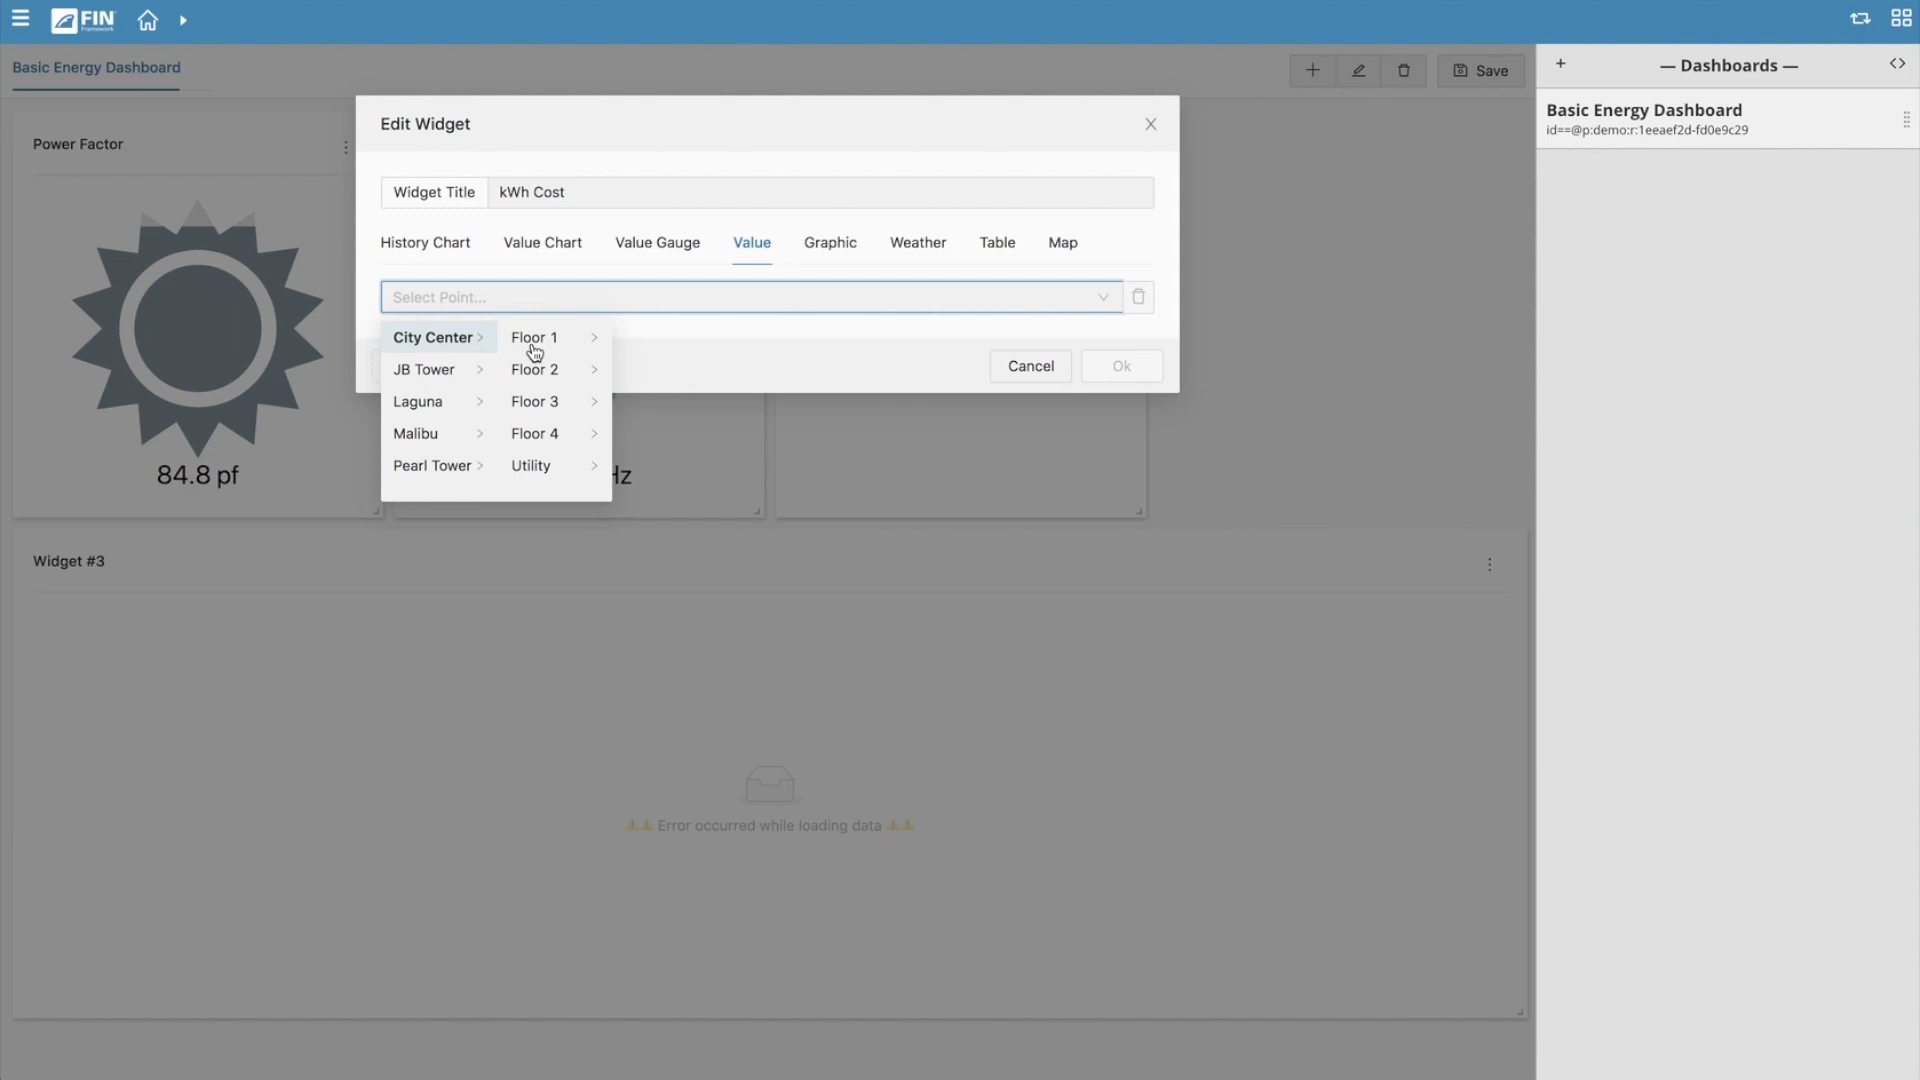 FIN
Framework
Basic Energy Dashboard
Save
— Dashboards —
Basic Energy Dashboard
id==@p:demo:r:1eeaef2d-fd0e9c29
Edit Widget
Power Factor
Widget Title
kWh Cost
History Chart
Value Chart
Value Gauge
Value
Graphic
Weather
Table
Map
Select Point...
City Center
Floor 1
JB Tower
Floor 2
Laguna
Floor 3
Malibu
Floor 4
Pearl Tower
Utility
Cancel
Ok
84.8 pf
Hz
Widget #3
Error occurred while loading data